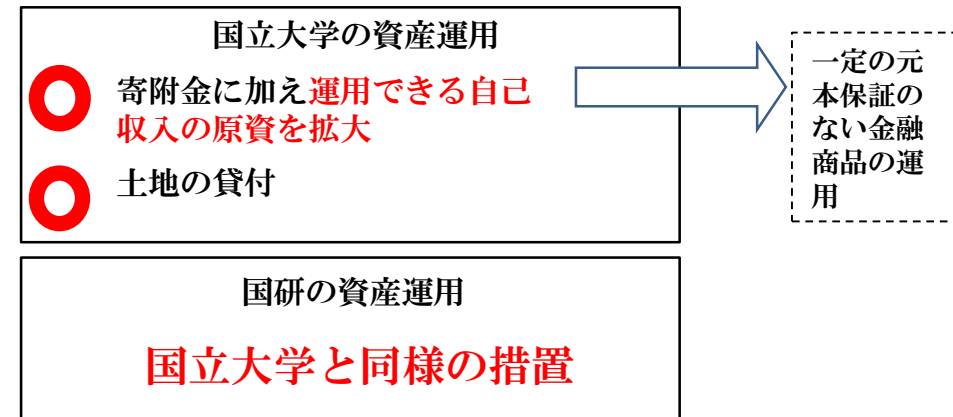 国立大学の資産運用
寄附金に加え運用できる自己
収入の原資を拡大
土地の貸付
一定の元
本保証の
ない金融
商品の運
用
国研の資産運用
国立大学と同様の措置